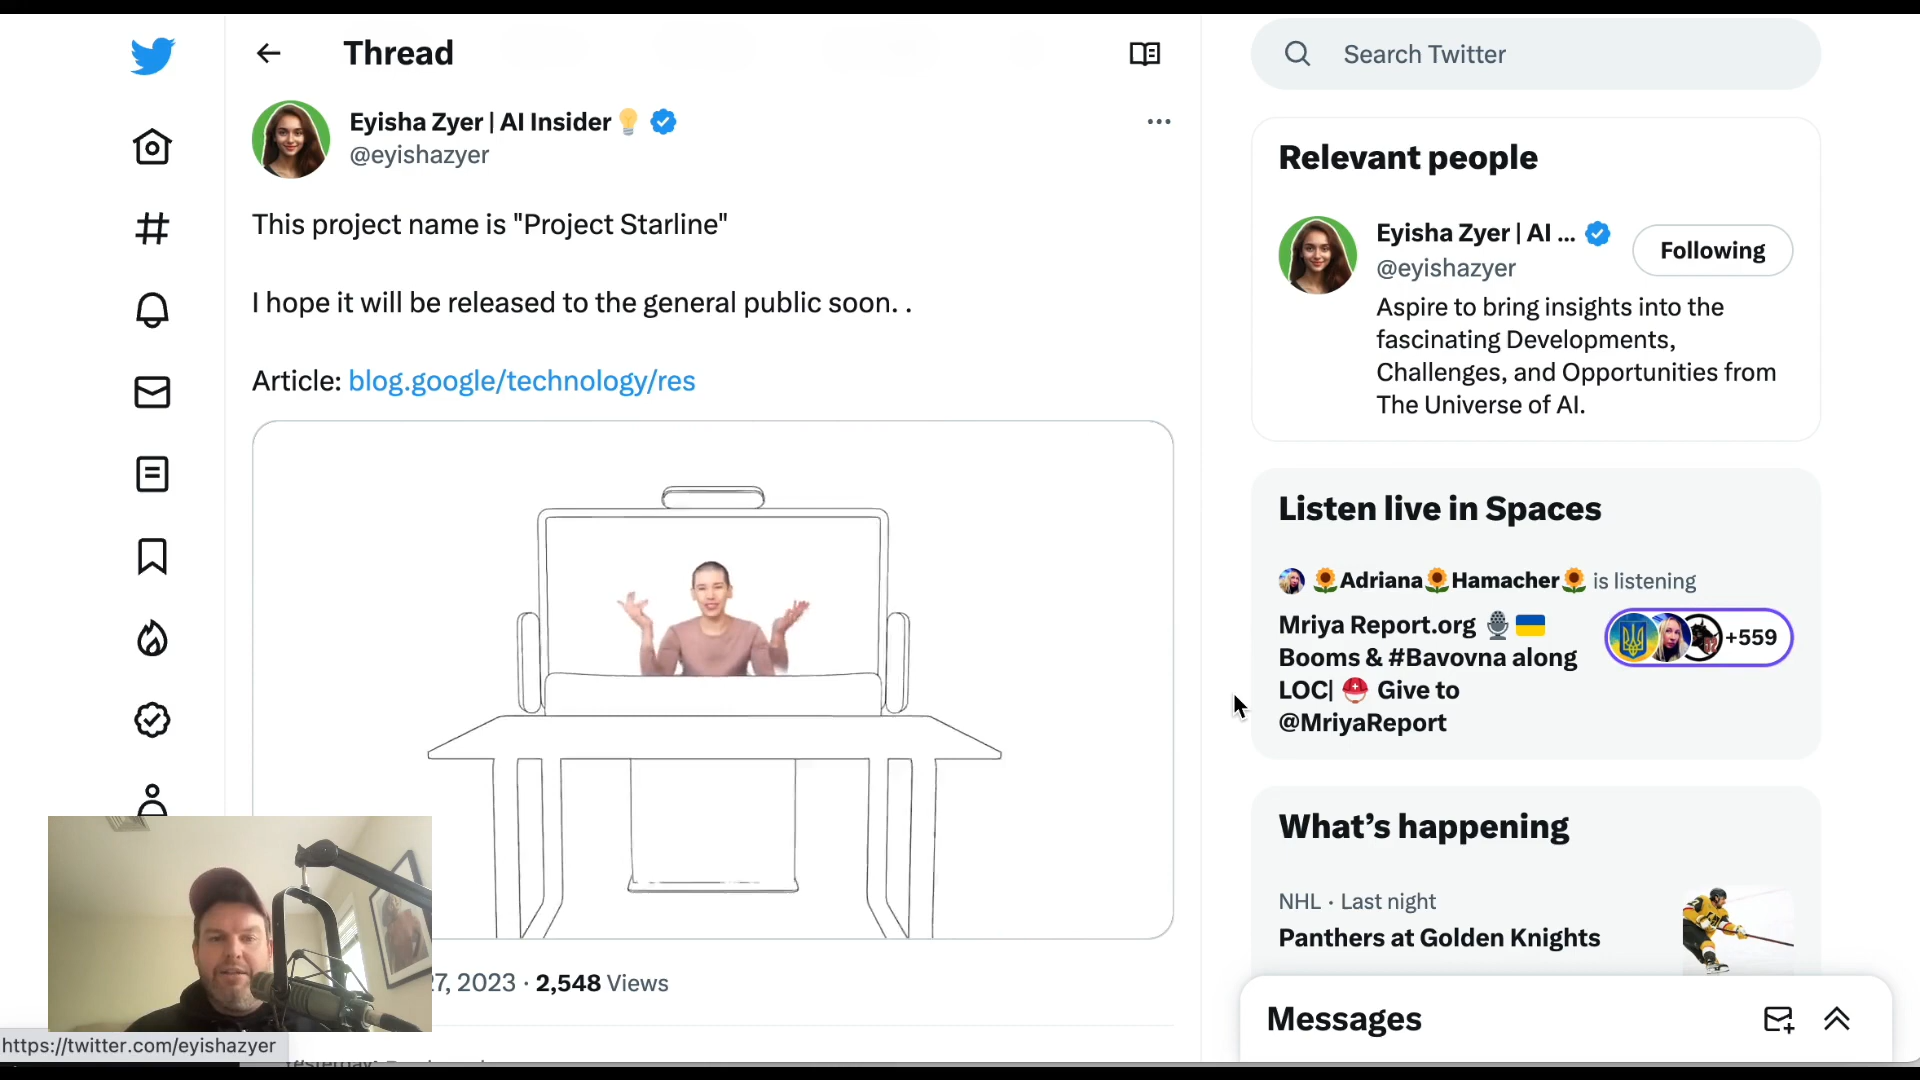 Thread
Eyisha Zyer | AI Insider
@eyishazyer
This project name is "Project Starline"
I hope it will be released to the general public soon. .
Article: blog.google/technology/res
27, 2023 · 2,548 Views
https://twitter.com/eyishazyer
Search Twitter
Relevant people
Eyisha Zyer | AI ...
@eyishazyer
Following
Aspire to bring insights into the
fascinating Developments,
Challenges, and Opportunities from
The Universe of AI.
Listen live in Spaces
🌻Adriana🌻Hamacher🌻 is listening
Mriya Report.org 🎙️🇺🇦
Booms & #Bavovna along
LOC| ⛑️ Give to
@MriyaReport
+559
What's happening
NHL · Last night
Panthers at Golden Knights
Messages